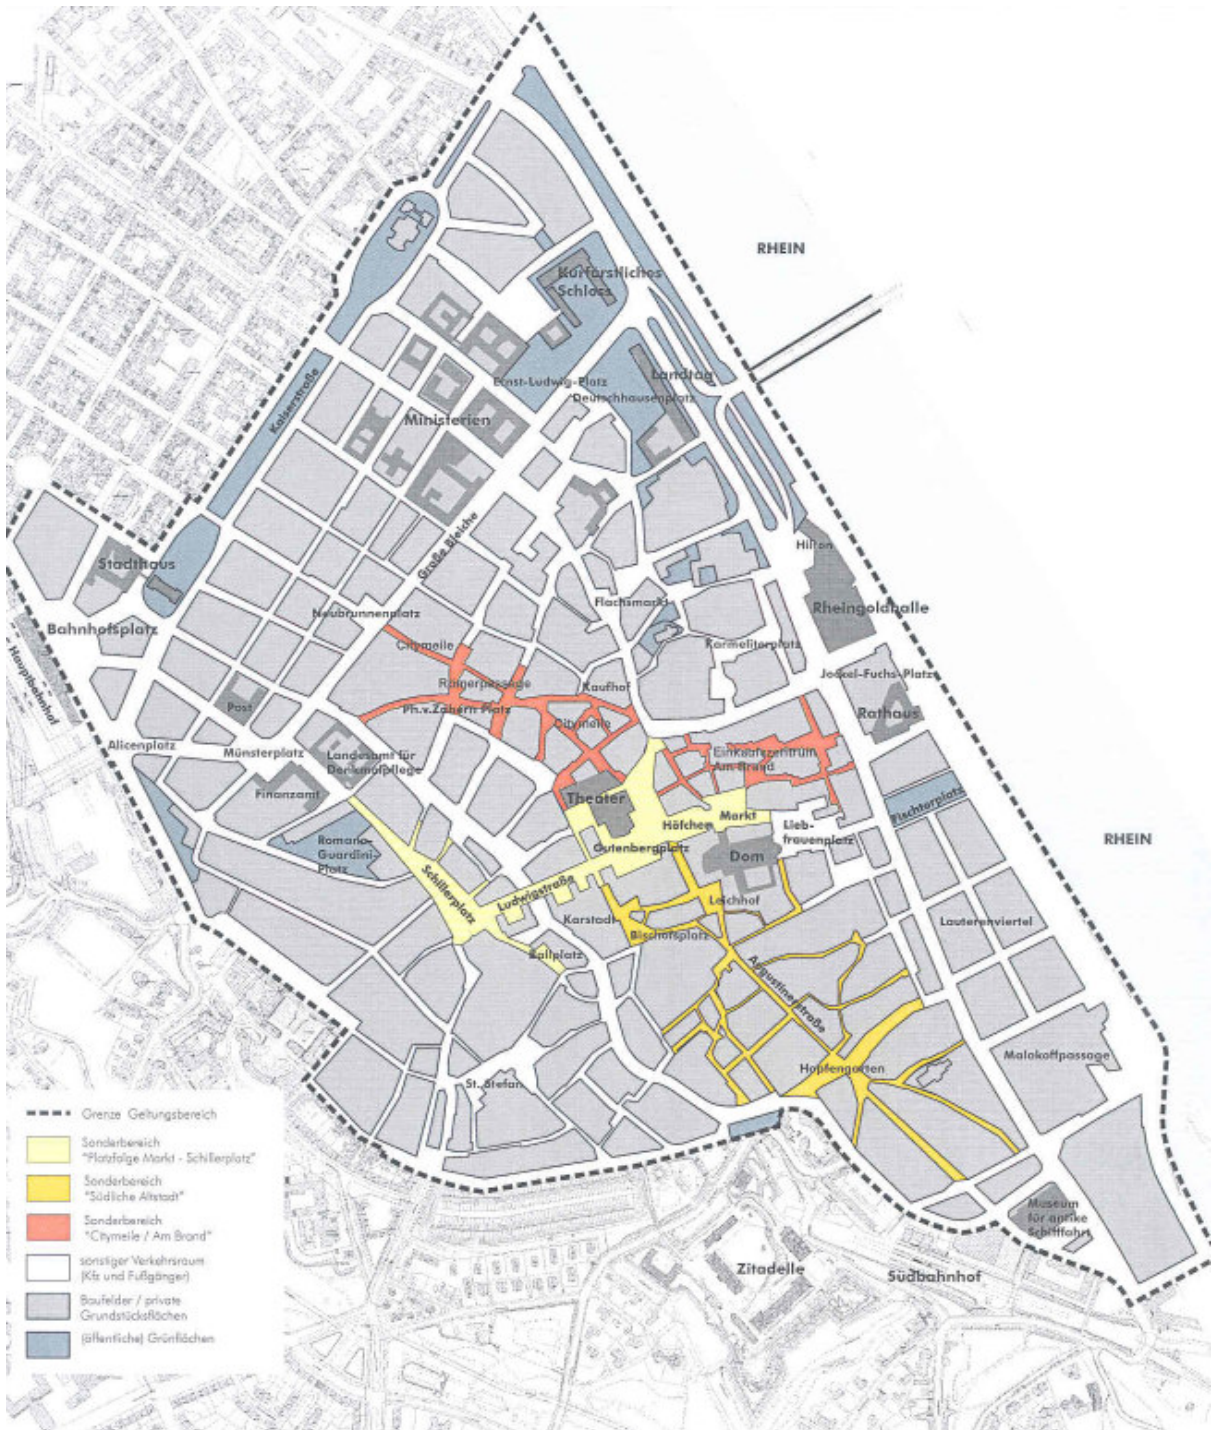 RHEIN
Kurfürstliches
Schloss
Landtag
Ernst-Ludwig-Platz
Deutschhausenplatz
Kaiserstraße
Ministerien
Große Bleiche
Hilton
Stadthaus
Flachsmarkt
Rheingoldhalle
Neubrunnenplatz
Bahnhofsplatz
Citymeile
Karmeliterplatz
Hauptbahnhof
Römerpassage
Kaufhof
Jockel-Fuchs-Platz
Post
Ph.v.Zabern Platz
Citymeile
Rathaus
Alicenplatz
Münsterplatz
Landesamt für
Denkmalpflege
Einkaufszentrum
Am Brand
Finanzamt
Theater
Fischterplatz
Höfchen
Markt
Lieb-
frauenplatz
RHEIN
Romano-
Guardini-
Platz
Gutenbergplatz
Dom
Schillerplatz
Ludwigstraße
Leichhof
Karstadt
Bischofsplatz
Lauterenviertel
Ballplatz
Augustinerstraße
Malakoffpassage
Hopfengarten
St. Stefan
Grenze Geltungsbereich
Sonderbereich
"Platzfolge Markt - Schillerplatz"
Sonderbereich
"Südliche Altstadt"
Sonderbereich
"Citymeile / Am Brand"
sonstiger Verkehrsraum
(Kfz und Fußgänger)
Baufelder / private
Grundstücksflächen
(öffentliche) Grünflächen
Museum
für antike
Schifffahrt
Zitadelle
Südbahnhof